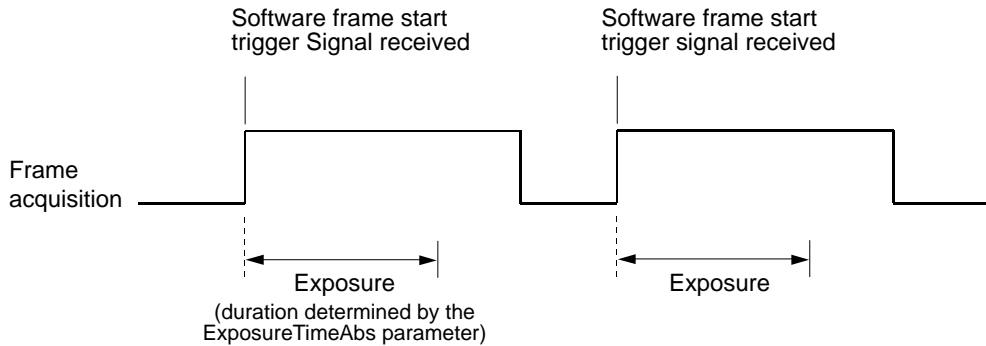 Software frame start
trigger Signal received
Software frame start
trigger signal received
Frame
acquisition
Exposure
(duration determined by the
ExposureTimeAbs parameter)
Exposure